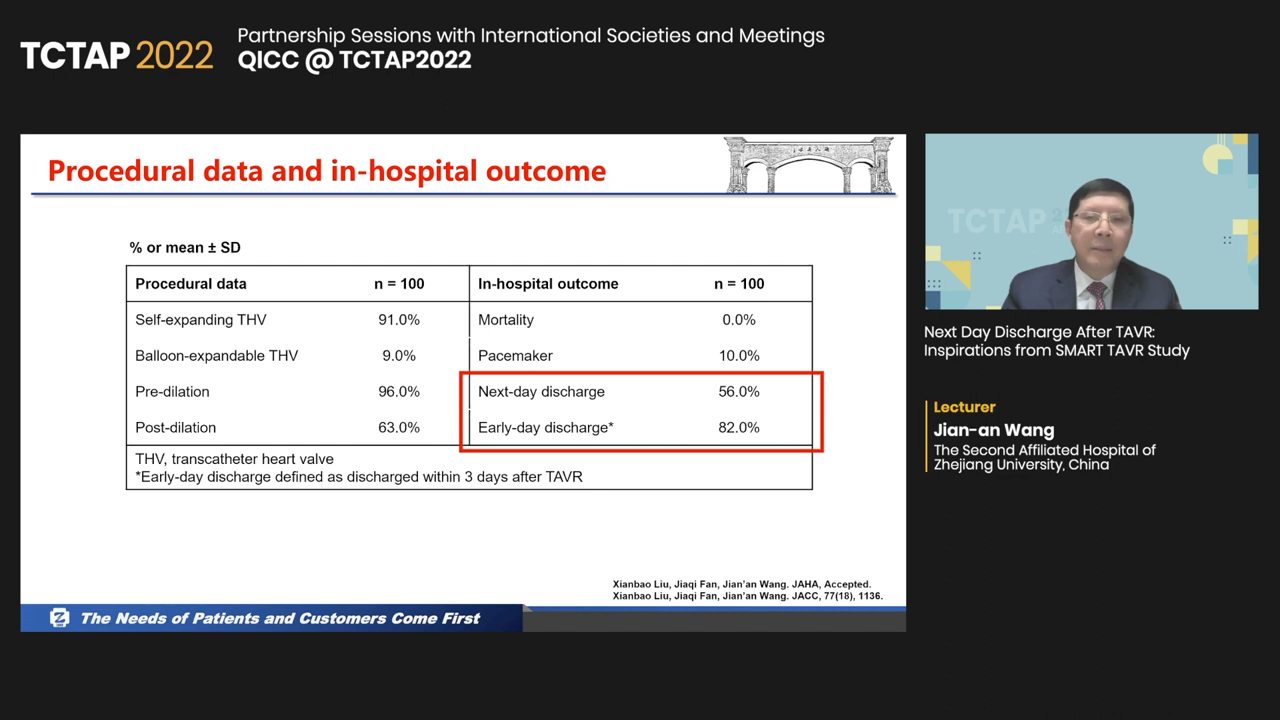 TCTAP 2022
Partnership Sessions with International Societies and Meetings
QICC @ TCTAP2022
Procedural data and in-hospital outcome
% or mean ± SD
Procedural data n = 100 In-hospital outcome n = 100
Self-expanding THV 91.0% Mortality 0.0%
Balloon-expandable THV 9.0% Pacemaker 10.0%
Pre-dilation 96.0% Next-day discharge 56.0%
Post-dilation 63.0% Early-day discharge* 82.0%
THV, transcatheter heart valve
*Early-day discharge defined as discharged within 3 days after TAVR
Xianbao Liu, Jiaqi Fan, Jian’an Wang. JAHA, Accepted.
Xianbao Liu, Jiaqi Fan, Jian’an Wang. JACC, 77(18), 1136.
The Needs of Patients and Customers Come First
TCTAP
Next Day Discharge After TAVR:
Inspirations from SMART TAVR Study
Lecturer
Jian-an Wang
The Second Affiliated Hospital of
Zhejiang University, China